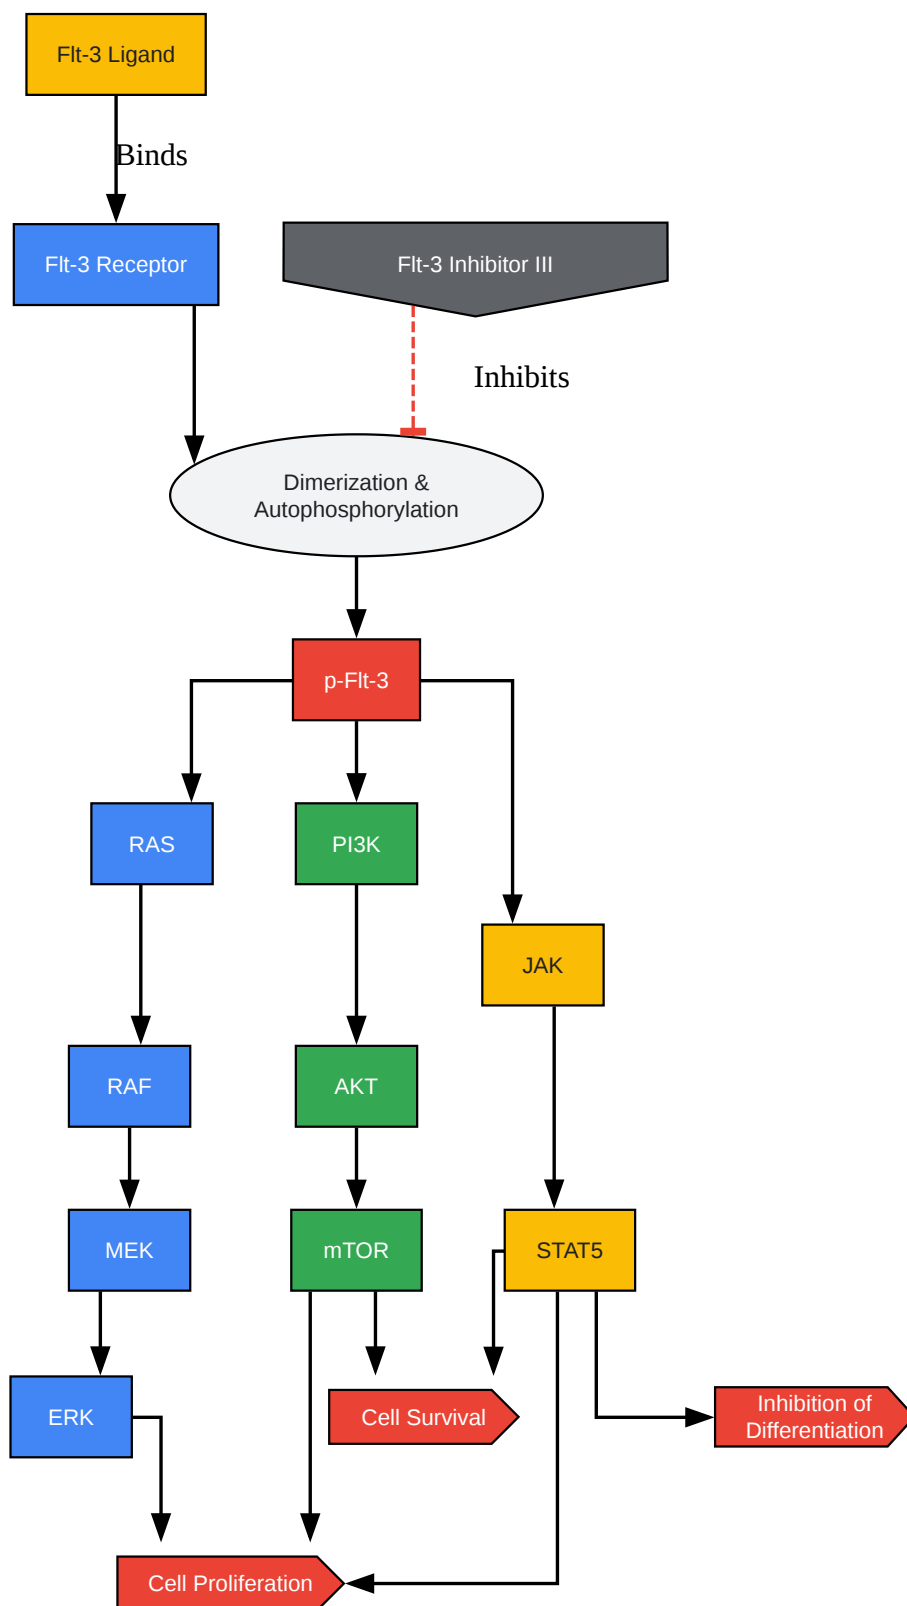 Flt-3 Ligand
Binds
Flt-3 Receptor
Flt-3 Inhibitor III
Inhibits
Dimerization &
Autophosphorylation
p-Flt-3
RAS
PI3K
JAK
RAF
AKT
MEK
mTOR
STAT5
ERK
Cell Survival
Inhibition of
Differentiation
Cell Proliferation